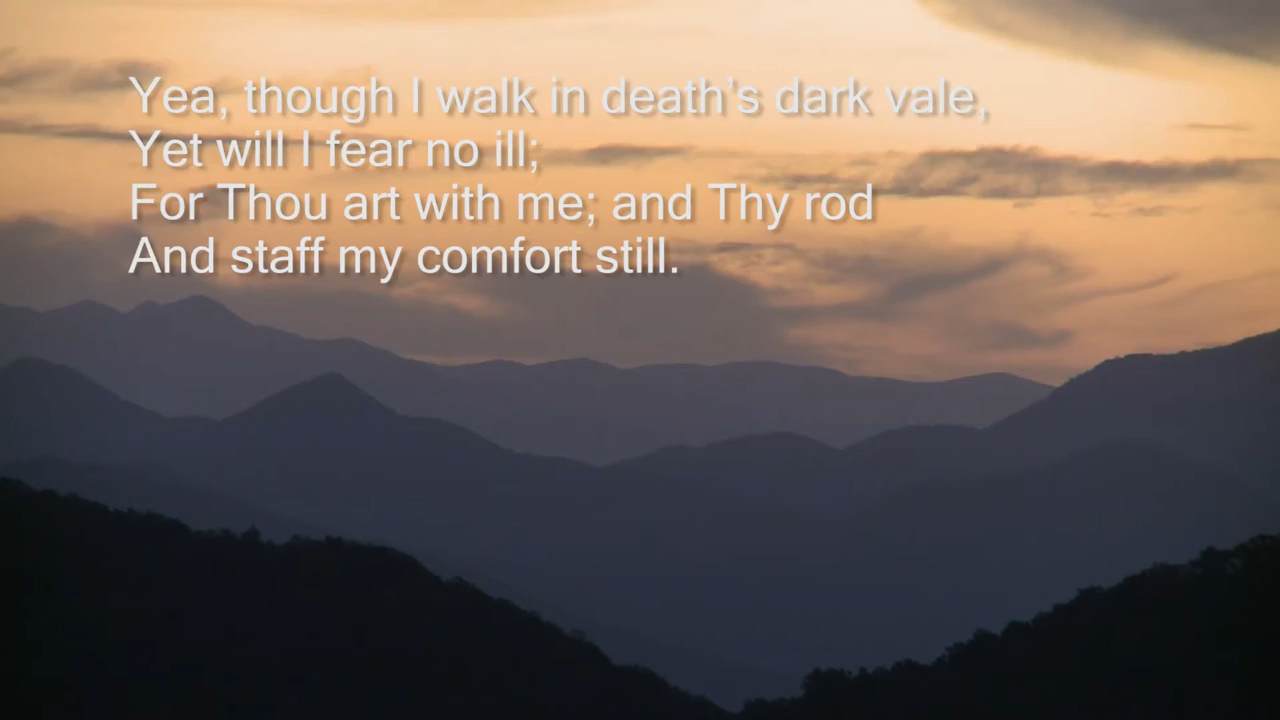 Yea, though I walk in death’s dark vale,
Yet will I fear no ill;
For Thou art with me; and Thy rod
And staff my comfort still.